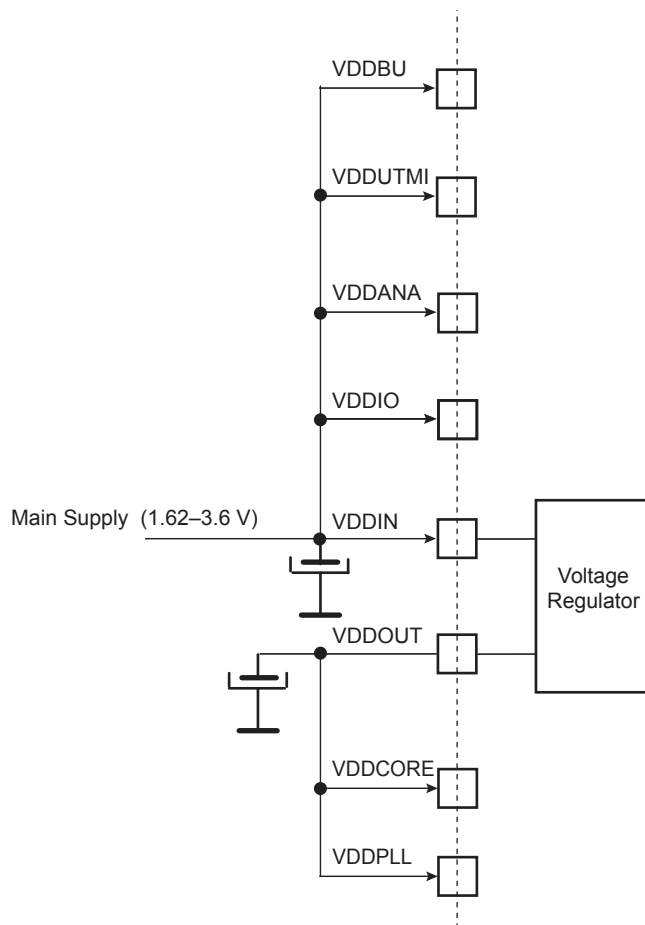 VDDBU
VDDUTMI
VDDANA
VDDIO
Main Supply (1.62–3.6 V)
VDDIN
Voltage
Regulator
VDDOUT
VDDCORE
VDDPLL